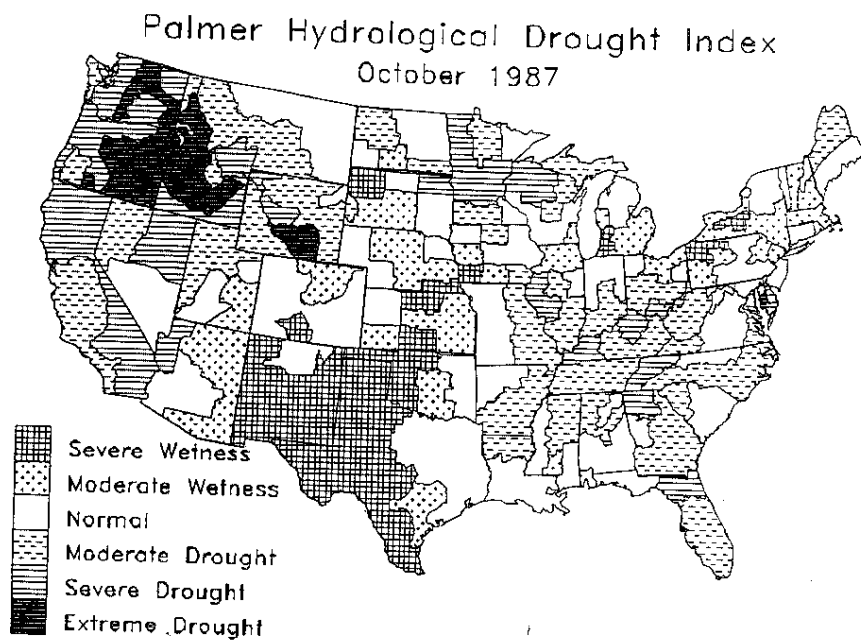 Palmer Hydrological Drought Index
October 1987
Severe Wetness
Moderate Wetness
Normal
Moderate Drought
Severe Drought
Extreme Drought